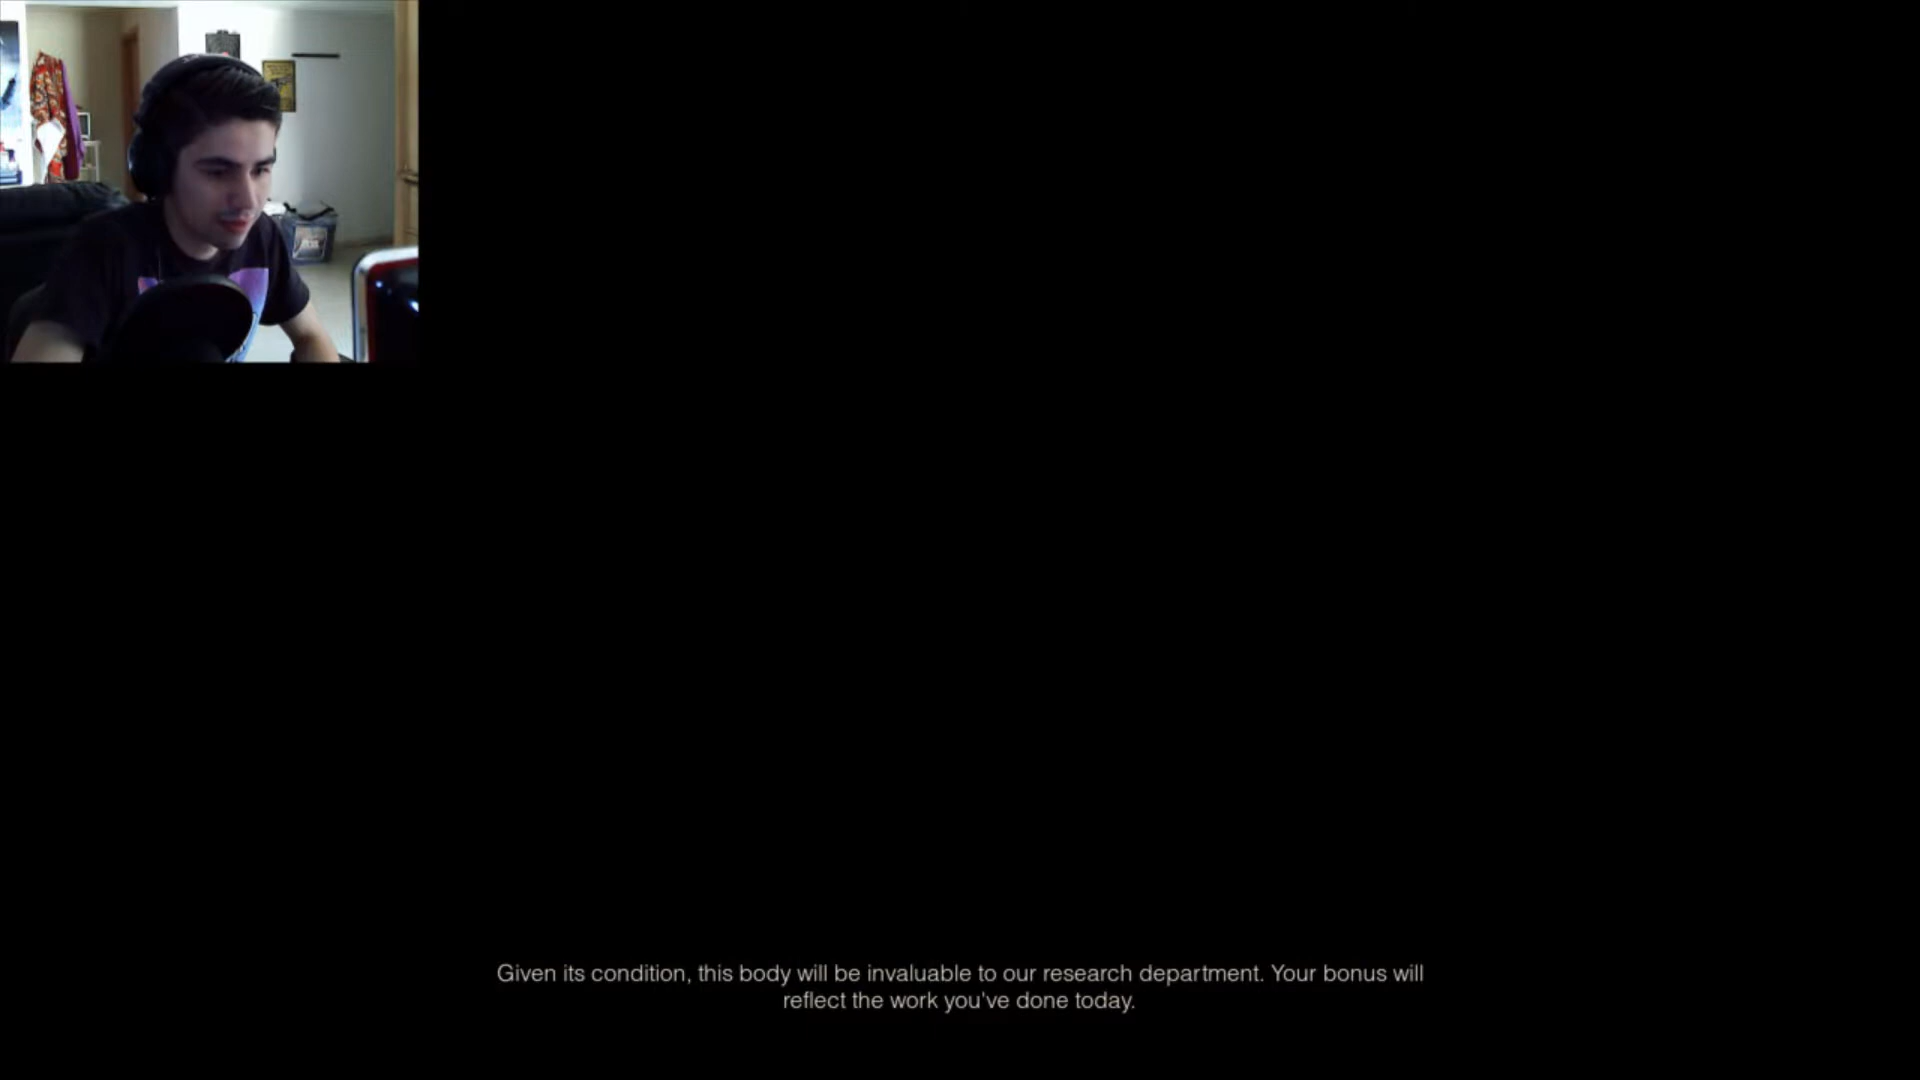 Given its condition, this body will be invaluable to our research department. Your bonus will
reflect the work you've done today.